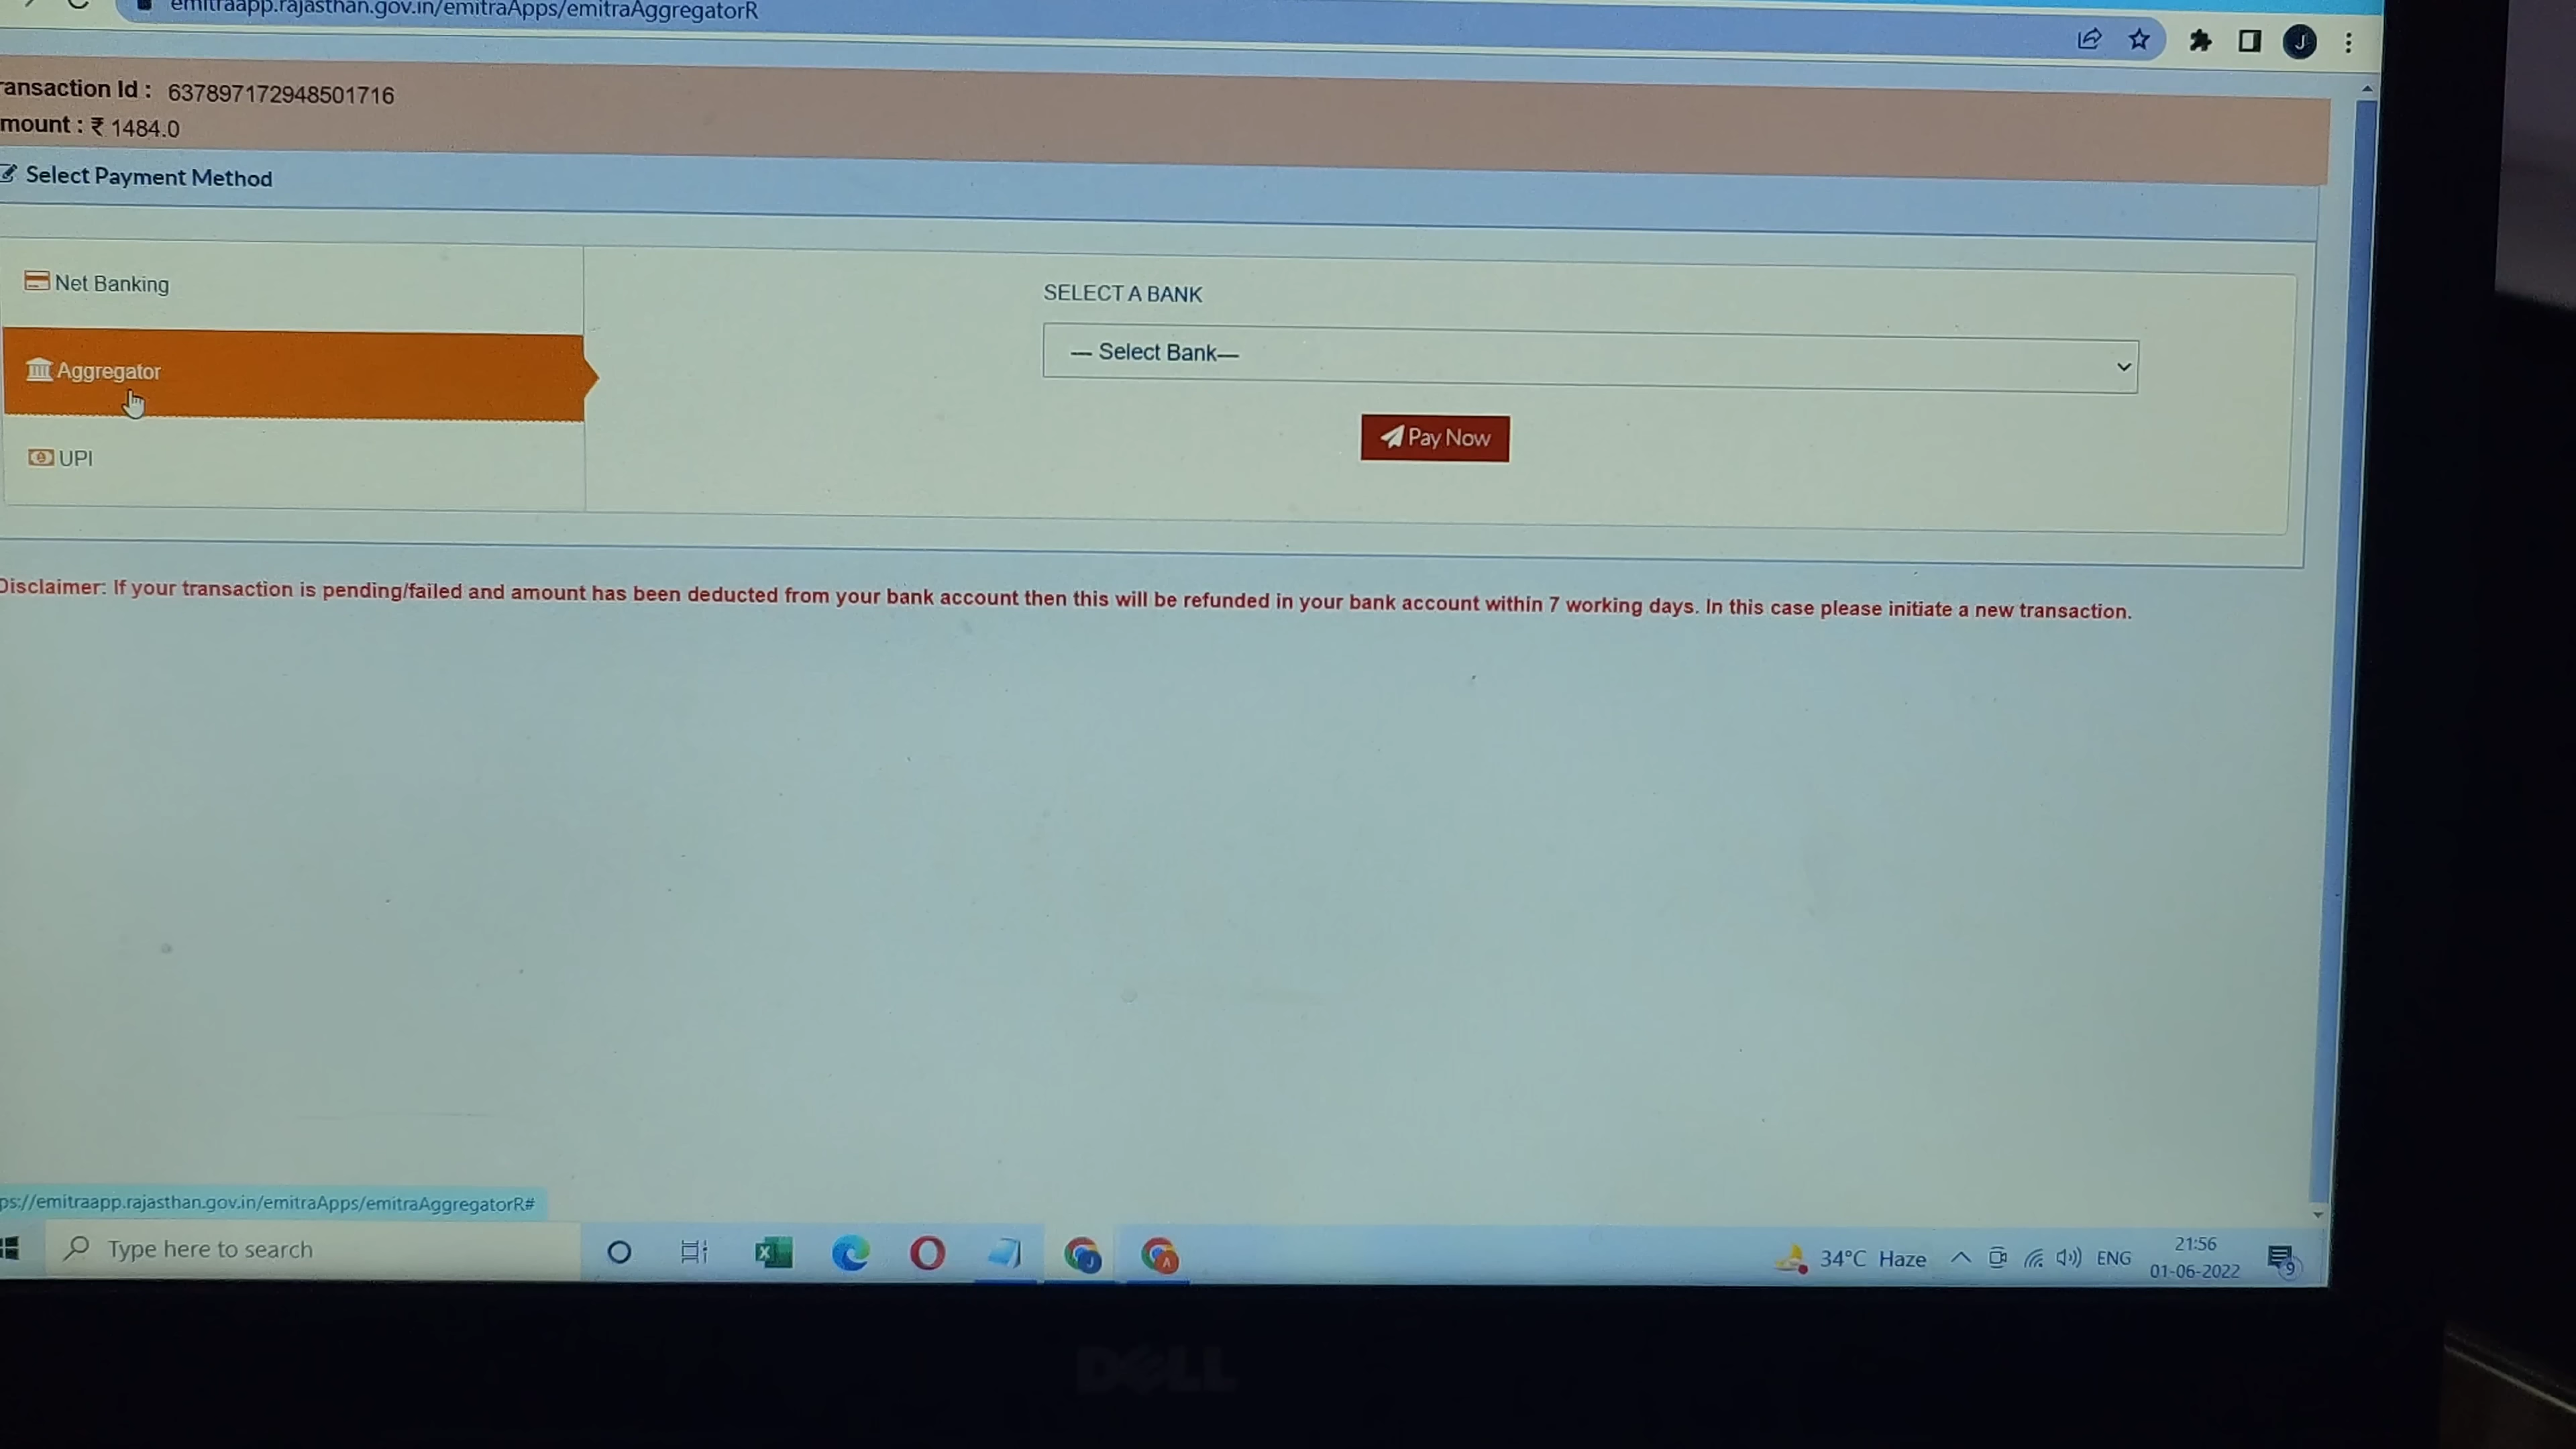 emitraapp.rajasthan.gov.in/emitraApps/emitraAggregatorR
J
ransaction Id : 637897172948501716
mount : ₹ 1484.0
Select Payment Method
Net Banking
SELECT A BANK
--- Select Bank---
Aggregator
Pay Now
UPI
Disclaimer: If your transaction is pending/failed and amount has been deducted from your bank account then this will be refunded in your bank account within 7 working days. In this case please initiate a new transaction.
ps://emitraapp.rajasthan.gov.in/emitraApps/emitraAggregatorR#
Type here to search
34°C Haze
ENG
21:56
01-06-2022
9
DELL